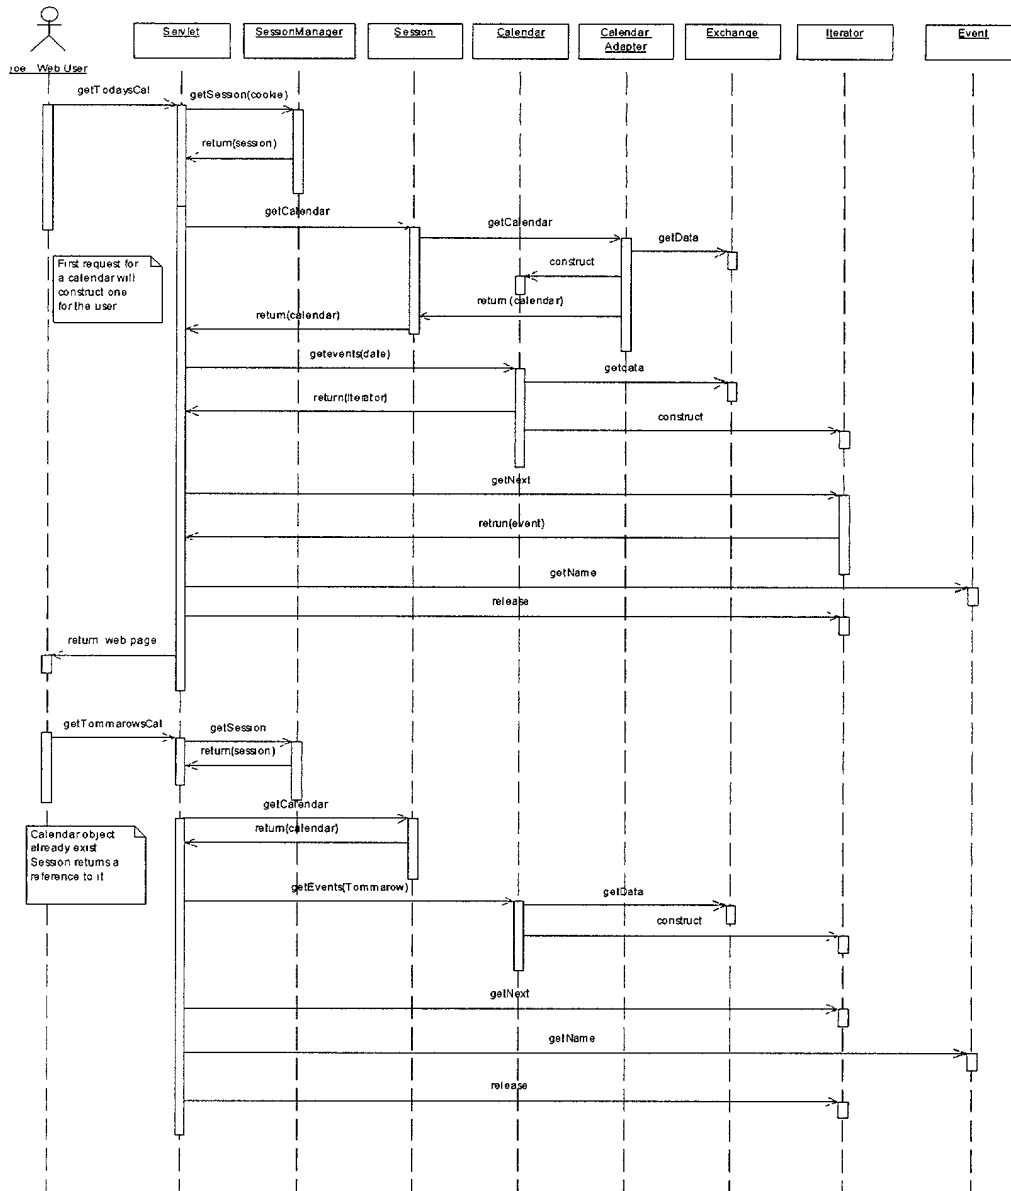 Servlet
SessionManager
Session
Calendar
Calendar
Adapter
Exchange
Iterator
Event
Web User
getTodaysCal
getSession(cookie)
return(session)
getCalendar
getCalendar
getData
First request for
a calendar will
construct one
for the user
construct
return (calendar)
return(calendar)
getevents(date)
getdata
return(Iterator)
construct
getNext
retrun(event)
getName
release
return web page
getTommarowsCal
getSession
return(session)
getCalendar
Calendar object
already exist
Session returns a
reference to it
return(calendar)
getEvents(Tommarow)
getData
construct
getNext
getName
release